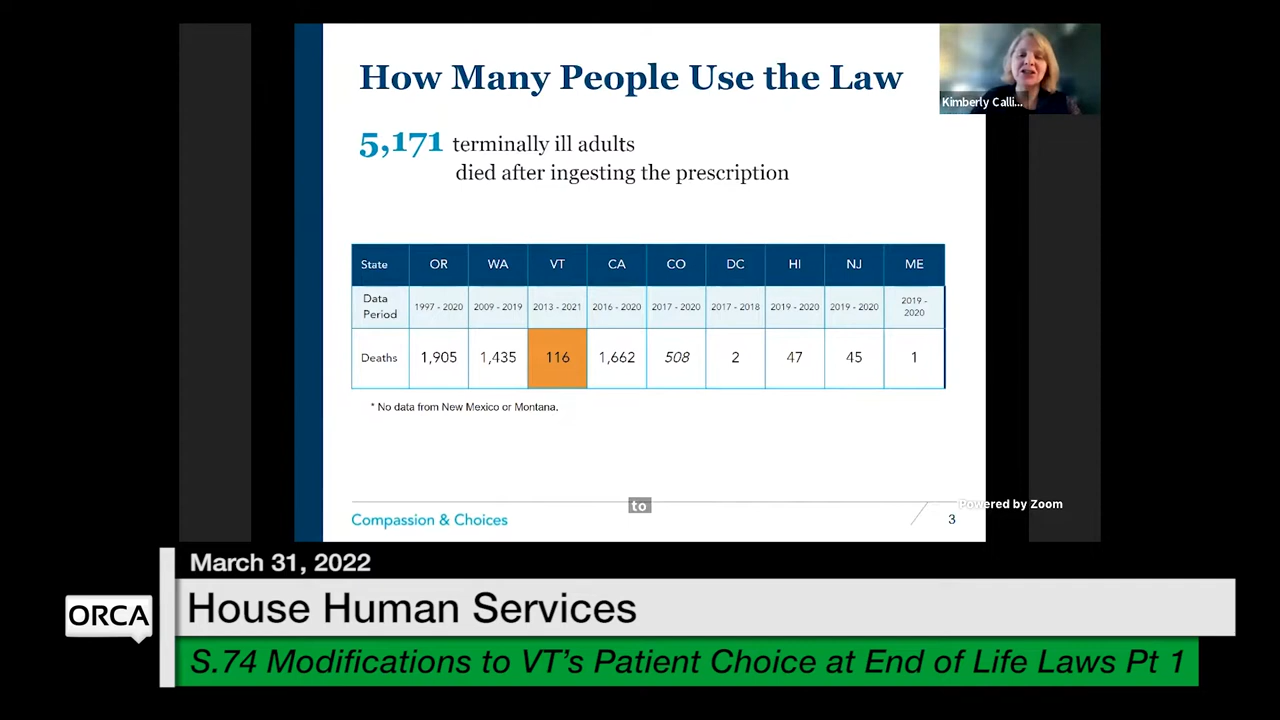 How Many People Use the Law
Kimberly Calli...
5,171 terminally ill adults
died after ingesting the prescription
State OR WA VT CA CO DC HI NJ ME
Data Period 1997 - 2020 2009 - 2019 2013 - 2021 2016 - 2020 2017 - 2020 2017 - 2018 2019 - 2020 2019 - 2020 2019 - 2020
Deaths 1,905 1,435 116 1,662 508 2 47 45 1
* No data from New Mexico or Montana.
to
Powered by Zoom
Compassion & Choices 3
March 31, 2022
ORCA House Human Services
S.74 Modifications to VT's Patient Choice at End of Life Laws Pt 1